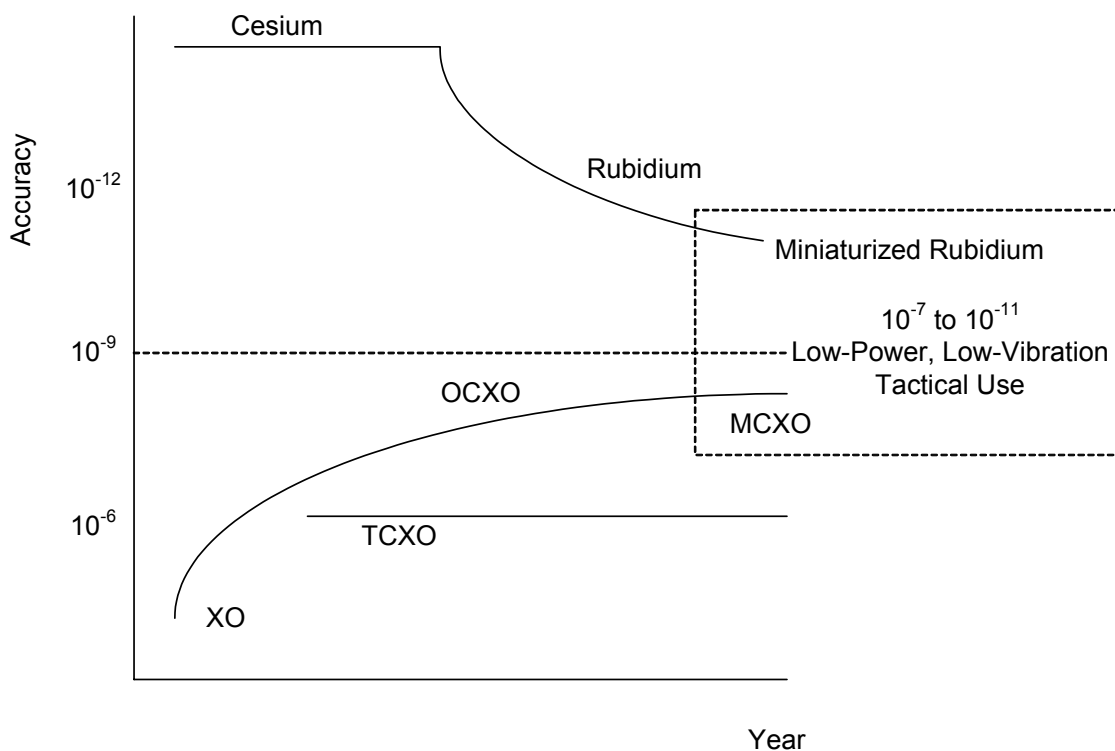 Cesium
Accuracy
Rubidium
10⁻¹²
Miniaturized Rubidium
10⁻⁷ to 10⁻¹¹
10⁻⁹
Low-Power, Low-Vibration
Tactical Use
OCXO
MCXO
10⁻⁶
TCXO
XO
Year